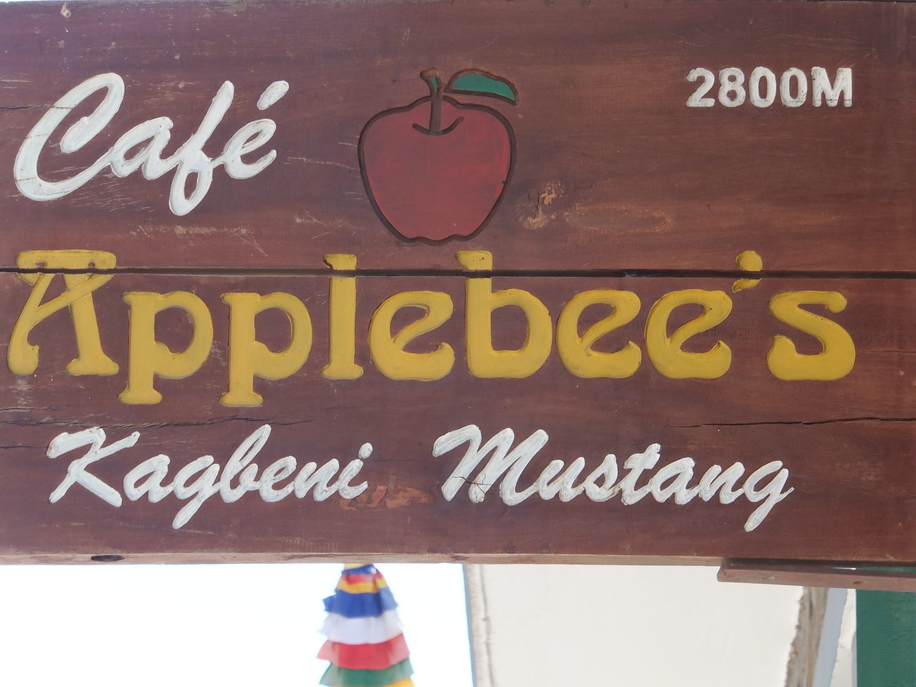 Café
2800M
Applebee's
Kagbeni Mustang